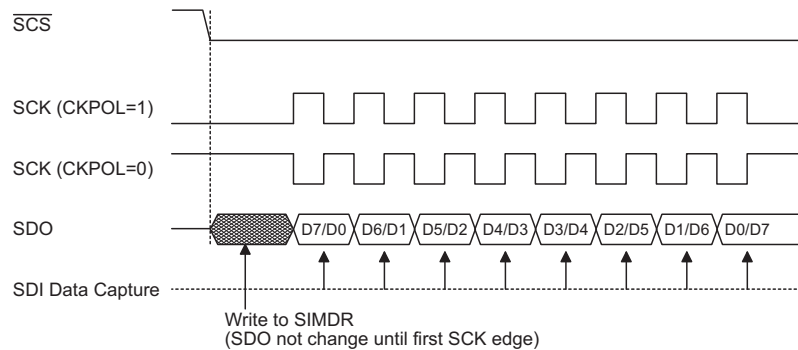 SCS
SCK (CKPOL=1)
SCK (CKPOL=0)
SDO
D7/D0 D6/D1 D5/D2 D4/D3 D3/D4 D2/D5 D1/D6 D0/D7
SDI Data Capture
Write to SIMDR
(SDO not change until first SCK edge)